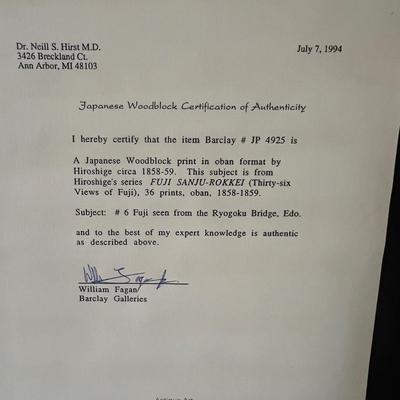 Dr. Neill S. Hirst M.D.
3426 Breckland Ct.
Ann Arbor, MI 48103
July 7, 1994
Japanese Woodblock Certification of Authenticity
I hereby certify that the item Barclay # JP 4925 is
A Japanese Woodblock print in oban format by
Hiroshige circa 1858-59. This subject is from
Hiroshige's series FUJI SANJU-ROKKEI (Thirty-six
Views of Fuji), 36 prints, oban, 1858-1859.
Subject: # 6 Fuji seen from the Ryogoku Bridge, Edo.
and to the best of my expert knowledge is authentic
as described above.
William Fagan/
Barclay Galleries